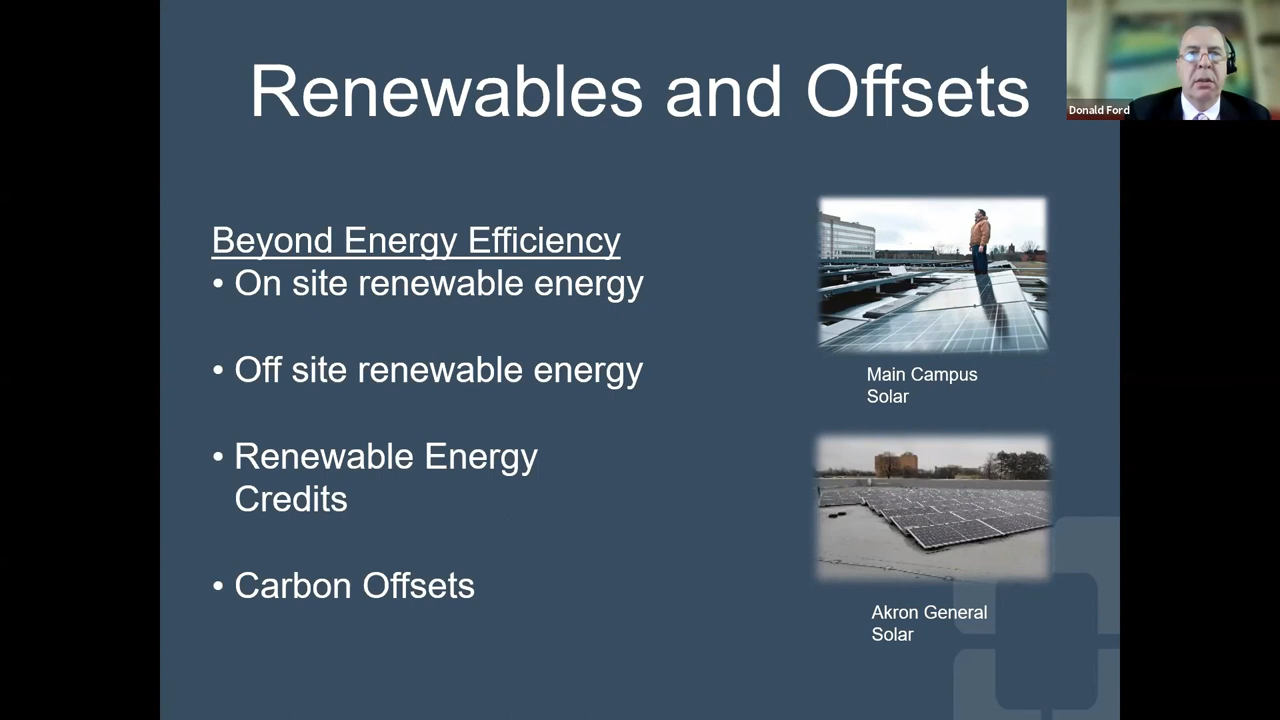 Renewables and Offsets
Donald Ford
Beyond Energy Efficiency
• On site renewable energy
• Off site renewable energy
• Renewable Energy
Credits
• Carbon Offsets
Main Campus
Solar
Akron General
Solar